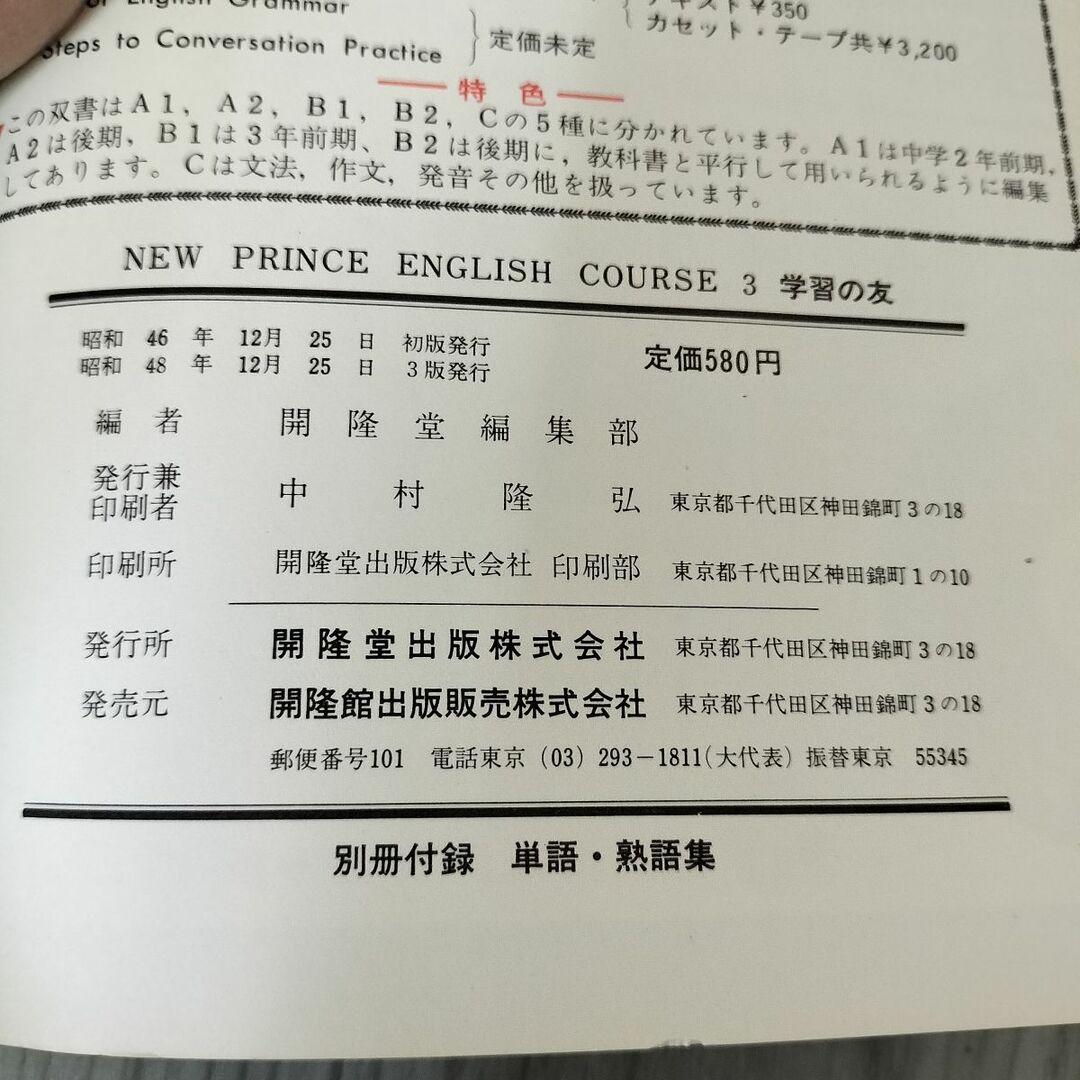 English Grammar
Steps to Conversation Practice
定価未定
テキスト¥350
カセット・テープ共¥3,200
特色
この双書はA1，A2，B1，B2，Cの5種に分かれています。A1は中学2年前期，
A2は後期，B1は3年前期、B2は後期に，教科書と平行して用いられるように編集
してあります。Cは文法，作文，発音その他を扱っています。
NEW PRINCE ENGLISH COURSE 3 学習の友
昭和 46 年 12月 25 日 初版発行
昭和 48 年 12月 25 日 3版発行
定価580円
編者 開隆堂編集部
発行兼
印刷者 中村隆弘 東京都千代田区神田錦町3の18
印刷所 開隆堂出版株式会社 印刷部 東京都千代田区神田錦町1の10
発行所 開隆堂出版株式会社 東京都千代田区神田錦町3の18
発売元 開隆館出版販売株式会社 東京都千代田区神田錦町3の18
郵便番号101 電話東京（03）293－1811（大代表）振替東京 55345
別冊付録 単語・熟語集